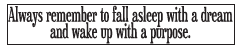 Always remember to fall asleep with a dream
and wake up with a purpose.